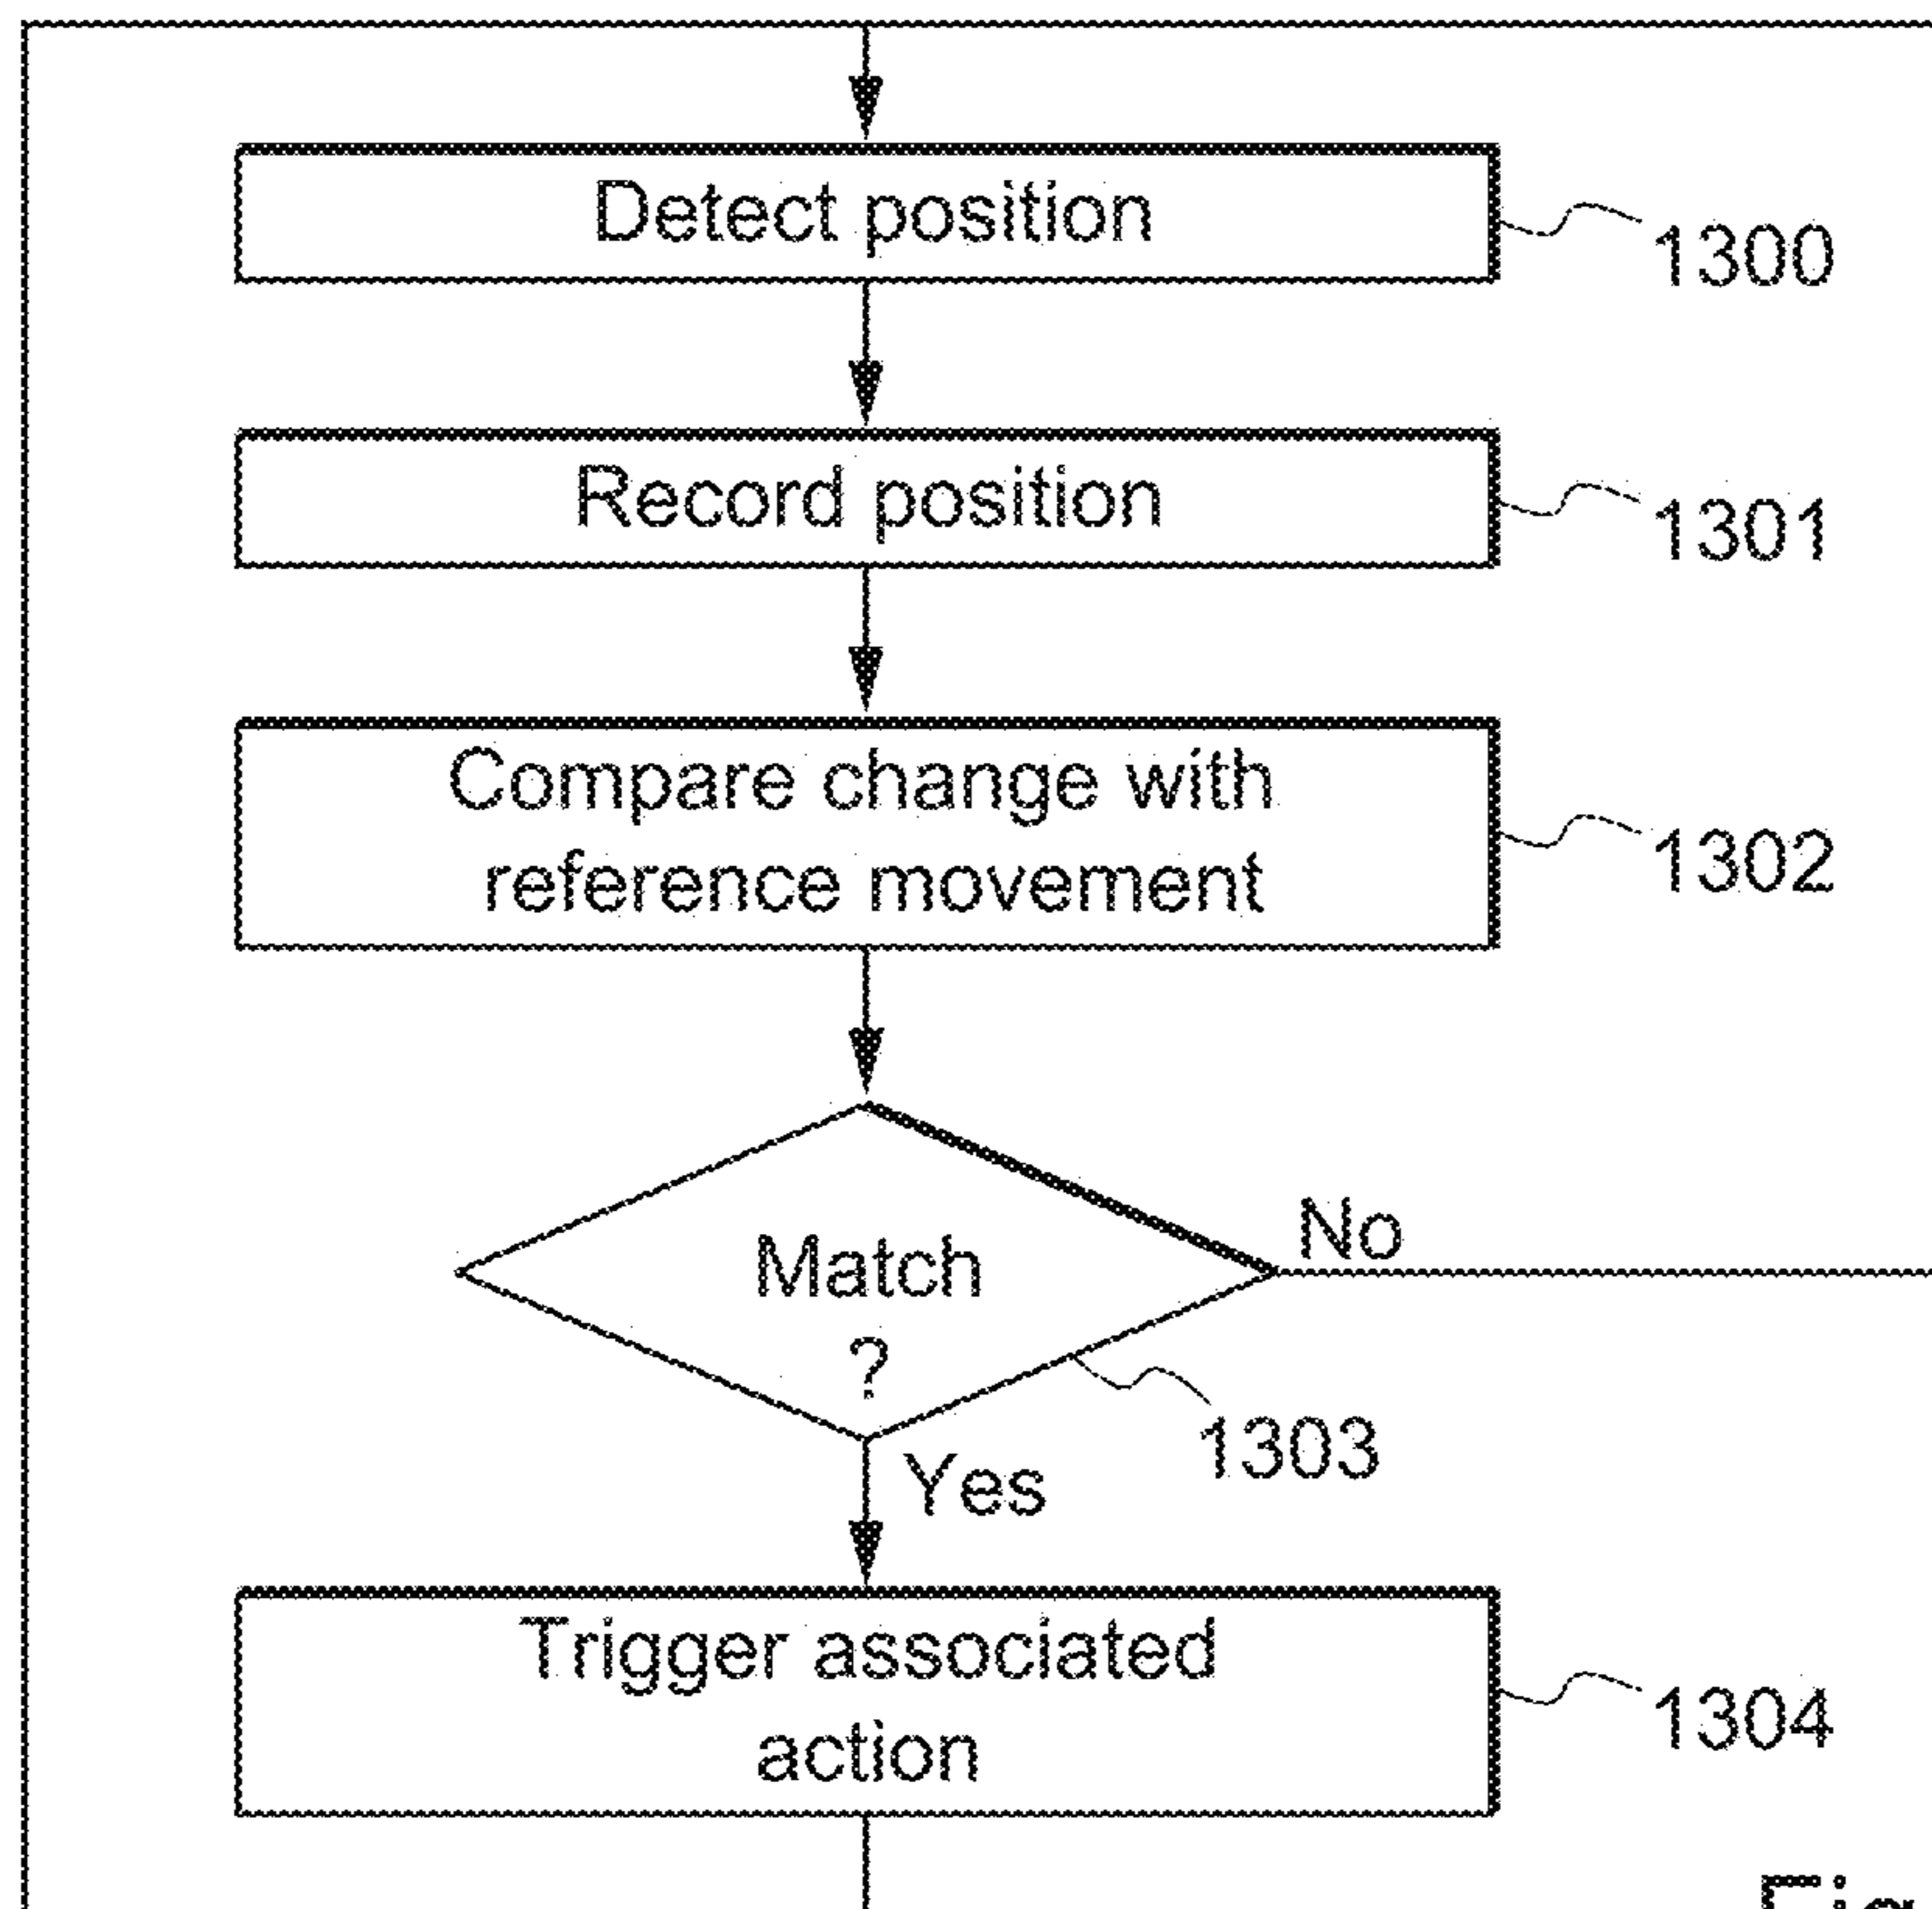 Detect position
1300
Record position
1301
Compare change with
reference movement
1302
Match
?
No
1303
Yes
Trigger associated
action
1304